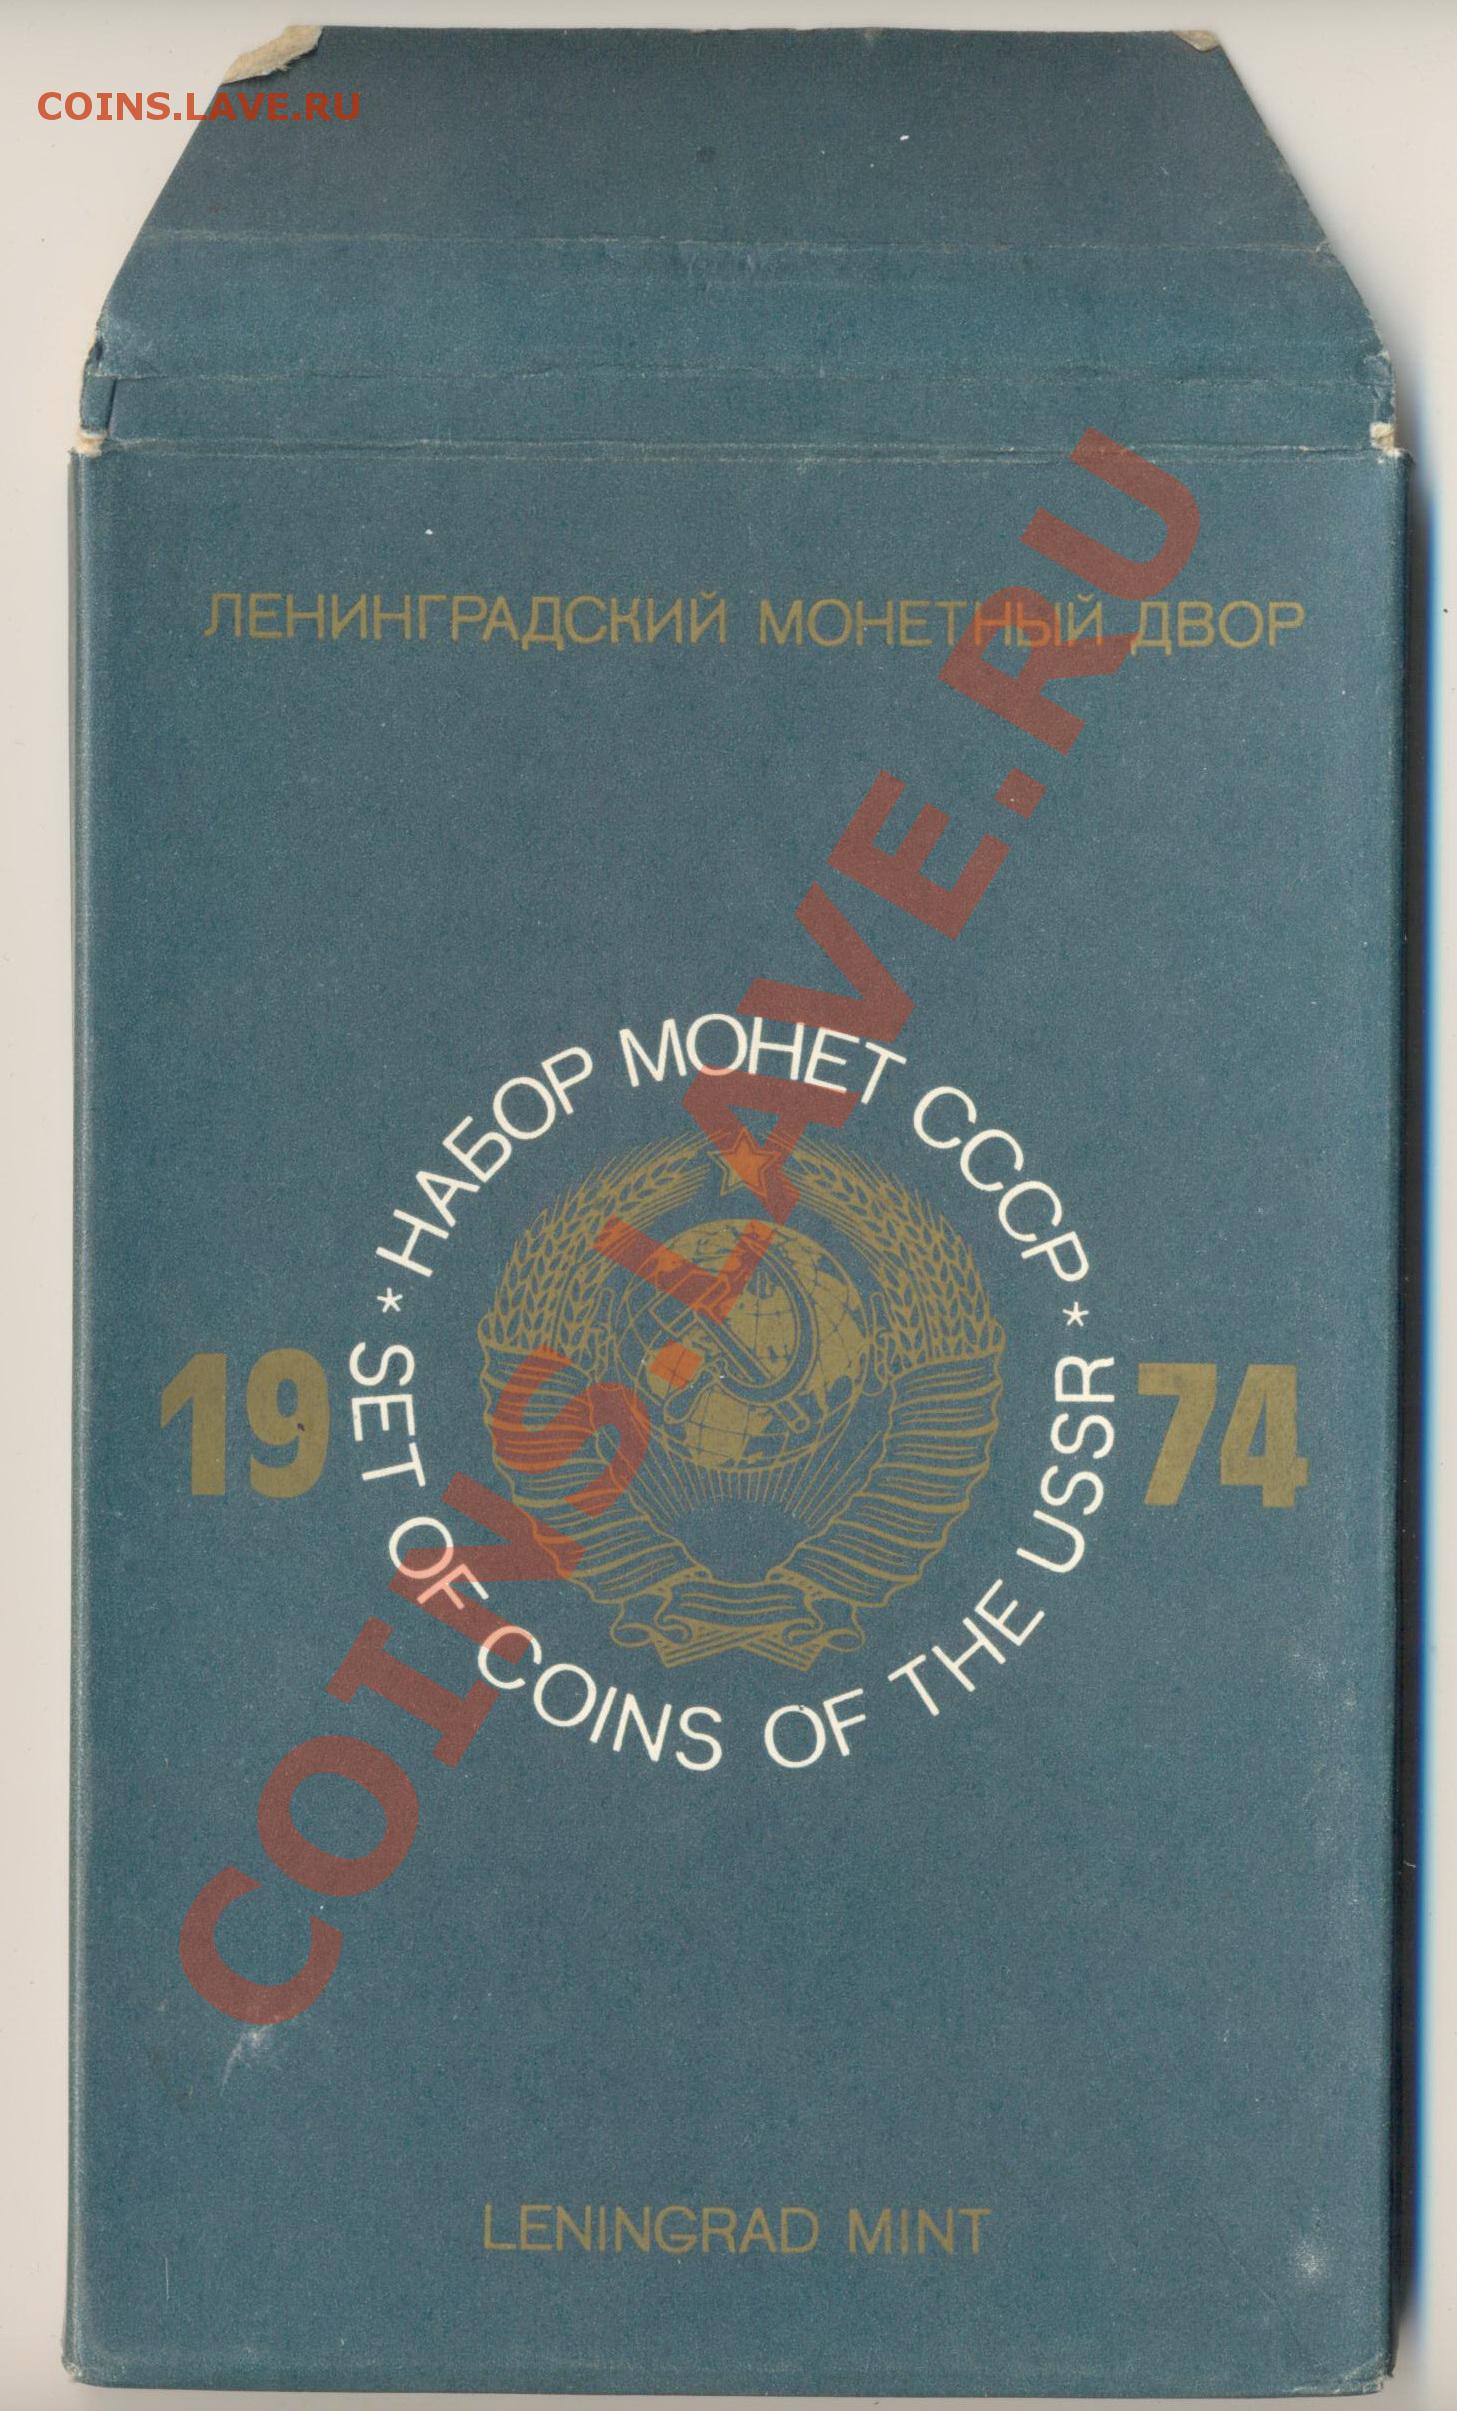 COINS.LAVE.RU
ЛЕНИНГРАДСКИЙ МОНЕТНЫЙ ДВОР
* НАБОР МОНЕТ СССР *
19 74
SET OF COINS OF THE USSR
LENINGRAD MINT
COINS.LAVE.RU